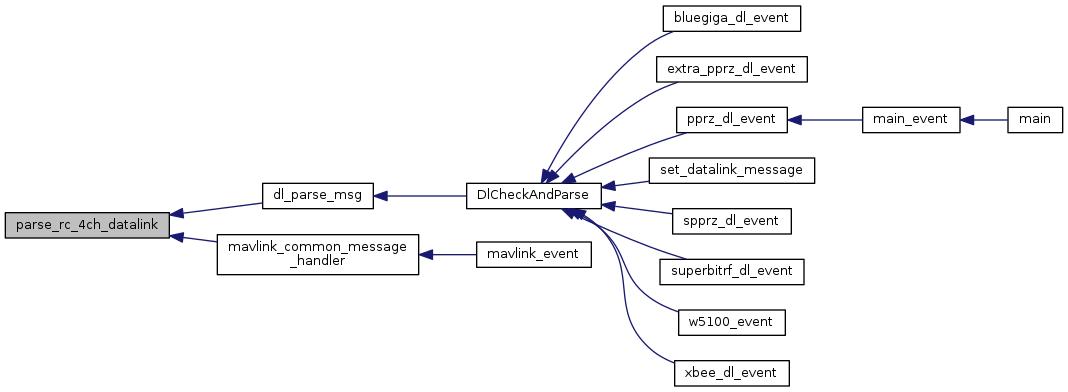 bluegiga_dl_event
extra_pprz_dl_event
pprz_dl_event
main_event
main
set_datalink_message
dl_parse_msg
DlCheckAndParse
parse_rc_4ch_datalink
spprz_dl_event
mavlink_common_message
_handler
mavlink_event
superbitrf_dl_event
w5100_event
xbee_dl_event